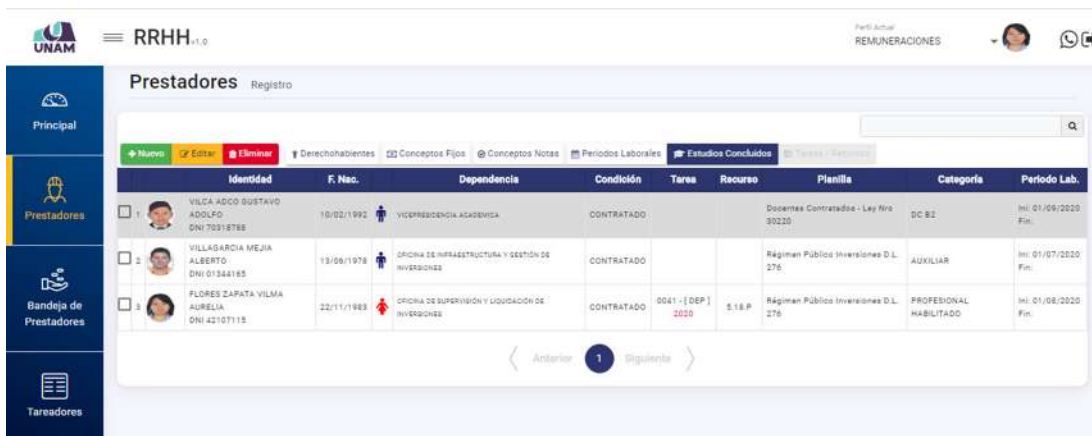 UNAM
RRHH v1.0
Perfil Actual
REMUNERACIONES
Principal
Prestadores
Bandeja de
Prestadores
Tareadores
Prestadores Registro
Nuevo Editar Eliminar Derechohabientes Conceptos Fijos Conceptos Notas Periodos Laborales Estudios Concluidos
Identidad F. Nac. Dependencia Condición Tarea Recurso Planilla Categoría Periodo Lab.
1 VILCA ADCO GUSTAVO
ADOLFO
DNI 70318788
10/02/1992 VICEPRESIDENCIA ACADEMICA CONTRATADO Docentes Contratados - Ley Nro
30220
DC B2 Ini: 01/09/2020
Fin:
2 VILLAGARCIA MEJIA
ALBERTO
DNI 01344165
13/06/1978 OFICINA DE INFRAESTRUCTURA Y GESTIÓN DE
INVERSIONES
CONTRATADO Régimen Público Inversiones D.L.
276
AUXILIAR Ini: 01/07/2020
Fin:
3 FLORES ZAPATA VILMA
AURELIA
DNI 42107115
22/11/1983 OFICINA DE SUPERVISIÓN Y LIQUIDACIÓN DE
INVERSIONES
CONTRATADO 0041 - [ DEP ]
2020
5.18.P Régimen Público Inversiones D.L.
276
PROFESIONAL
HABILITADO
Ini: 01/08/2020
Fin:
Anterior 1 Siguiente